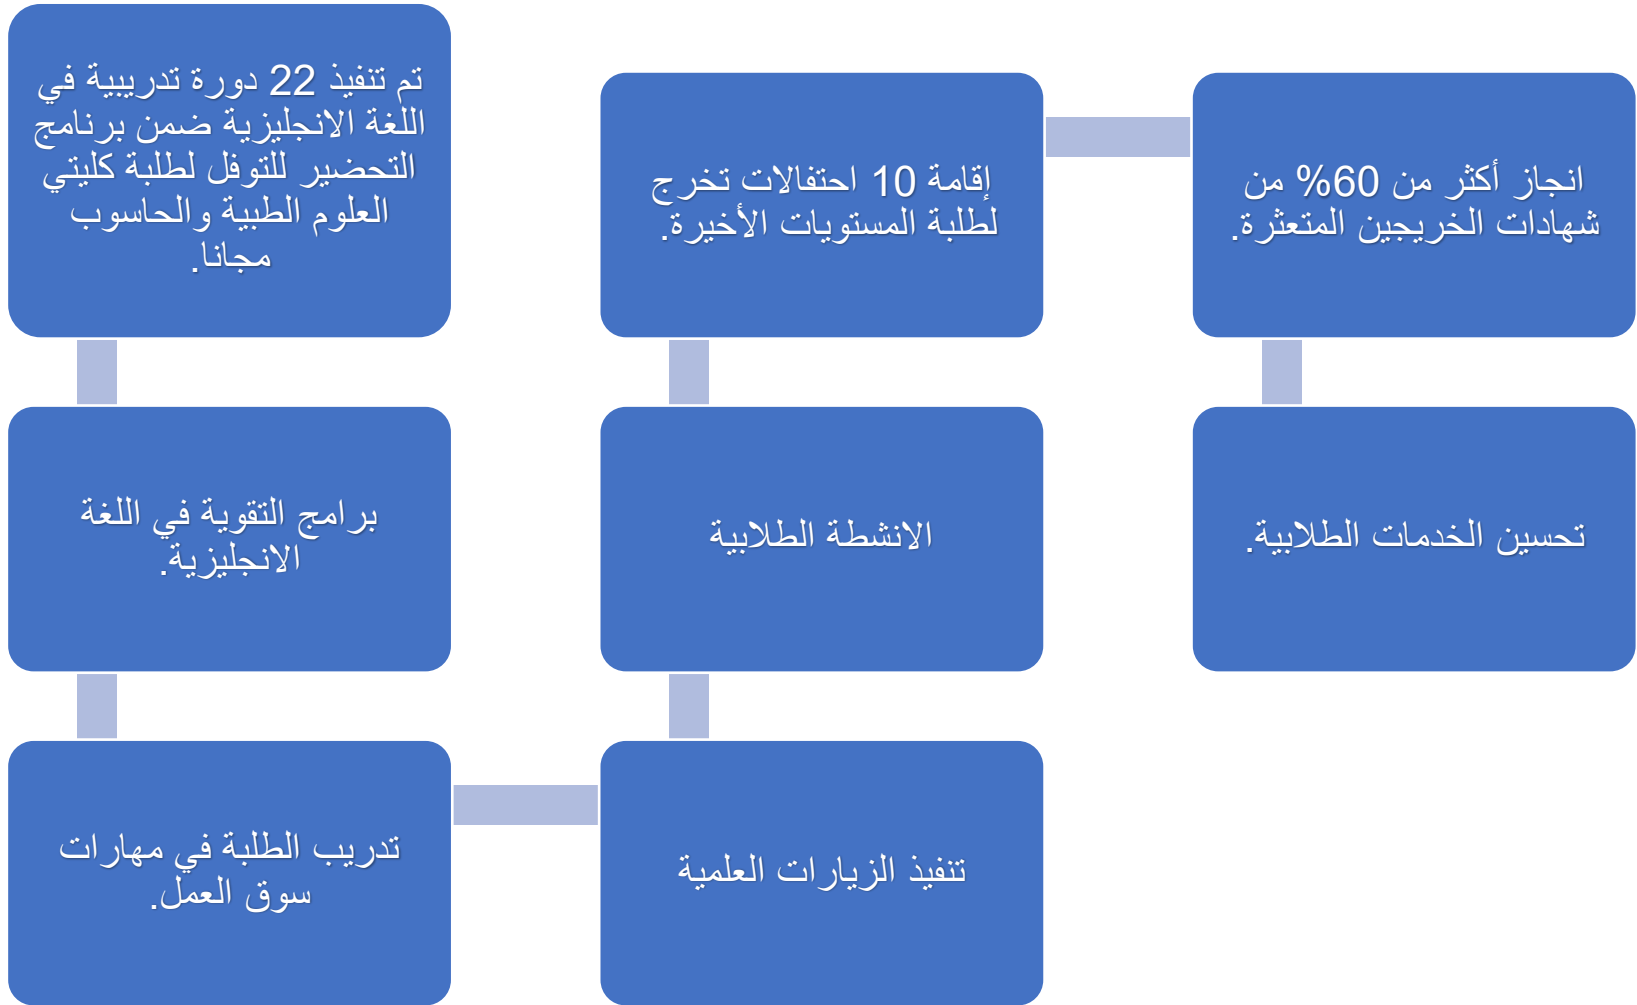 تم تنفيذ 22 دورة تدريبية في
اللغة الانجليزية ضمن برنامج
التحضير للتوفل لطلبة كليتي
العلوم الطبية والحاسوب
مجانا.
برامج التقوية في اللغة
الانجليزية.
تدريب الطلبة في مهارات
سوق العمل.
تنفيذ الزيارات العلمية
الانشطة الطلابية
إقامة 10 احتفالات تخرج
لطلبة المستويات الأخيرة.
انجاز أكثر من 60% من
شهادات الخريجين المتعثرة.
تحسين الخدمات الطلابية.